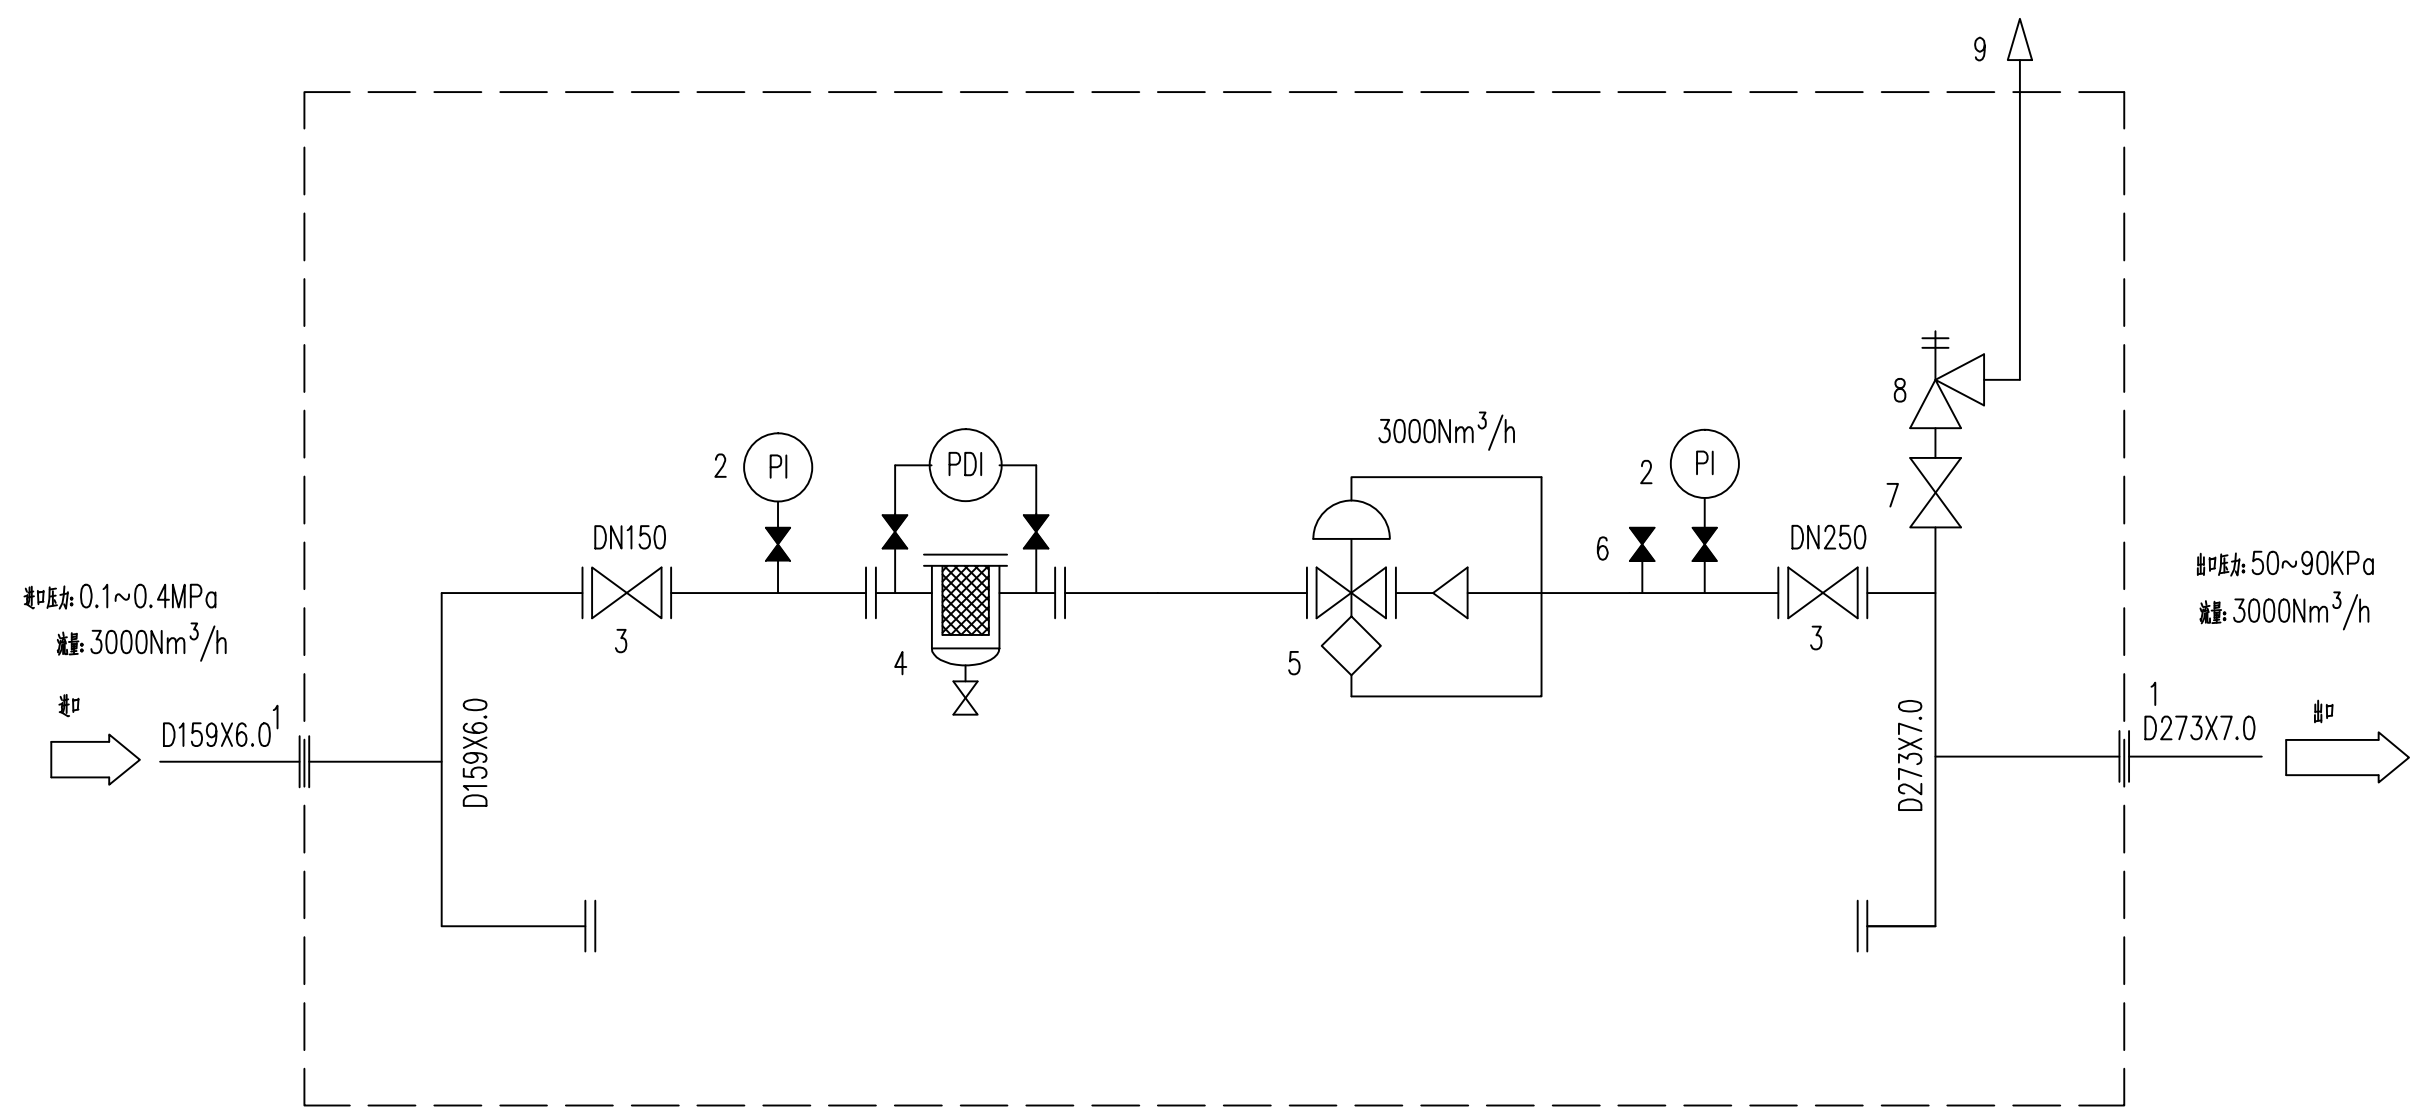 9
8
3000Nm³/h
2
PI
PDI
2
PI
7
DN150
6
DN250
进口压力:0.1~0.4MPa
流量:3000Nm³/h
出口压力:50~90KPa
流量:3000Nm³/h
3
4
5
3
进口
D159X6.0
1
D159X6.0
D273X7.0
1
D273X7.0
出口